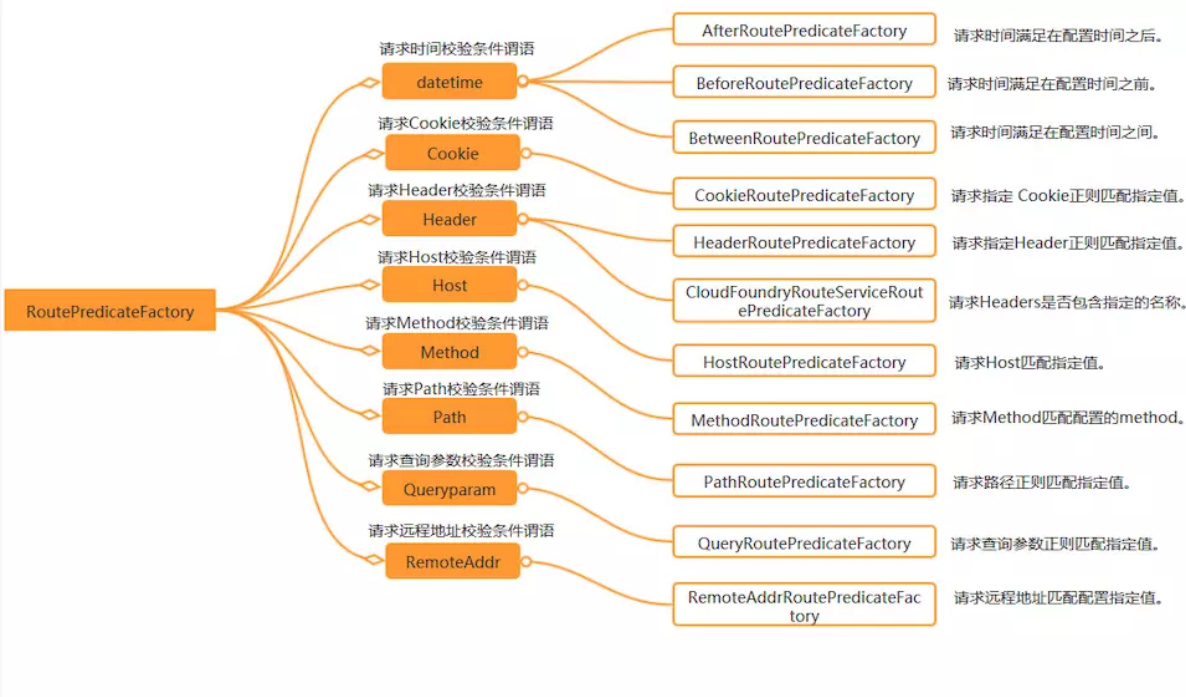 RoutePredicateFactory
请求时间校验条件谓语
datetime
AfterRoutePredicateFactory
请求时间满足在配置时间之后。
BeforeRoutePredicateFactory
请求时间满足在配置时间之前。
BetweenRoutePredicateFactory
请求时间满足在配置时间之间。
请求Cookie校验条件谓语
Cookie
CookieRoutePredicateFactory
请求指定 Cookie正则匹配指定值。
请求Header校验条件谓语
Header
HeaderRoutePredicateFactory
请求指定Header正则匹配指定值。
CloudFoundryRouteServiceRout
ePredicateFactory
请求Headers是否包含指定的名称。
请求Host校验条件谓语
Host
HostRoutePredicateFactory
请求Host匹配指定值。
请求Method校验条件谓语
Method
MethodRoutePredicateFactory
请求Method匹配配置的method。
请求Path校验条件谓语
Path
PathRoutePredicateFactory
请求路径正则匹配指定值。
请求查询参数校验条件谓语
Queryparam
QueryRoutePredicateFactory
请求查询参数正则匹配指定值。
请求远程地址校验条件谓语
RemoteAddr
RemoteAddrRoutePredicateFac
tory
请求远程地址匹配配置指定值。